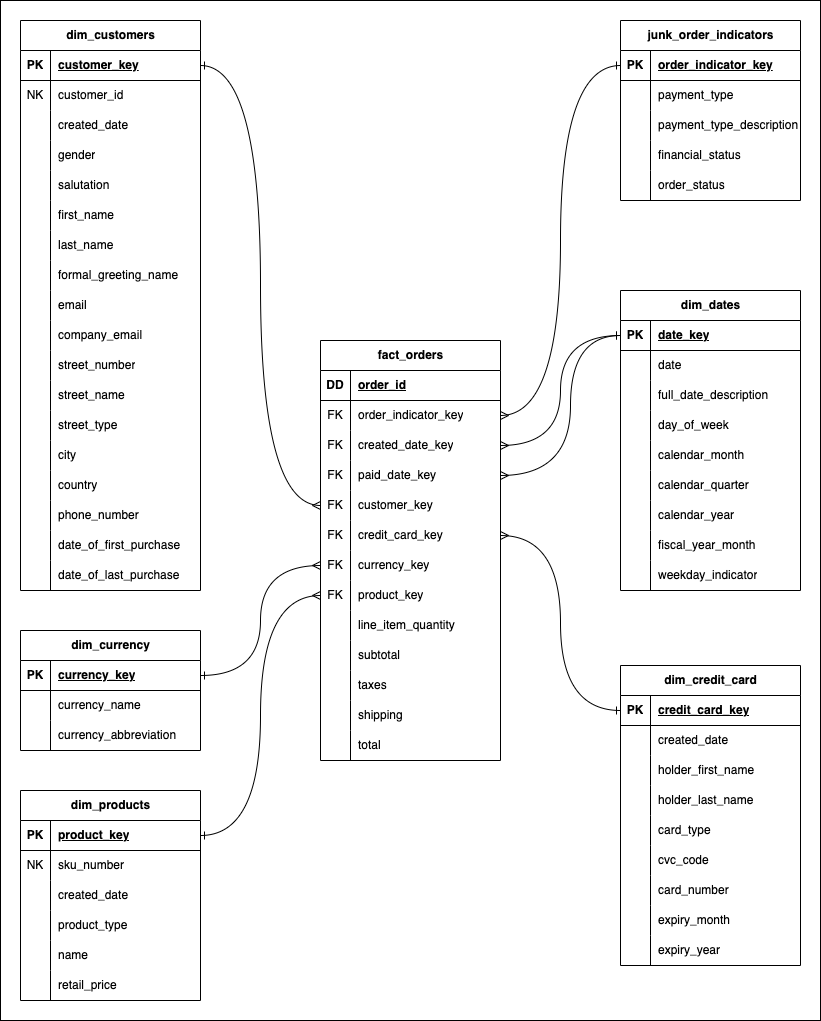 dim_customers
PK customer_key
NK customer_id
created_date
gender
salutation
first_name
last_name
formal_greeting_name
email
company_email
street_number
street_name
street_type
city
country
phone_number
date_of_first_purchase
date_of_last_purchase
dim_currency
PK currency_key
currency_name
currency_abbreviation
dim_products
PK product_key
NK sku_number
created_date
product_type
name
retail_price
fact_orders
DD order_id
FK order_indicator_key
FK created_date_key
FK paid_date_key
FK customer_key
FK credit_card_key
FK currency_key
FK product_key
line_item_quantity
subtotal
taxes
shipping
total
junk_order_indicators
PK order_indicator_key
payment_type
payment_type_description
financial_status
order_status
dim_dates
PK date_key
date
full_date_description
day_of_week
calendar_month
calendar_quarter
calendar_year
fiscal_year_month
weekday_indicator
dim_credit_card
PK credit_card_key
created_date
holder_first_name
holder_last_name
card_type
cvc_code
card_number
expiry_month
expiry_year